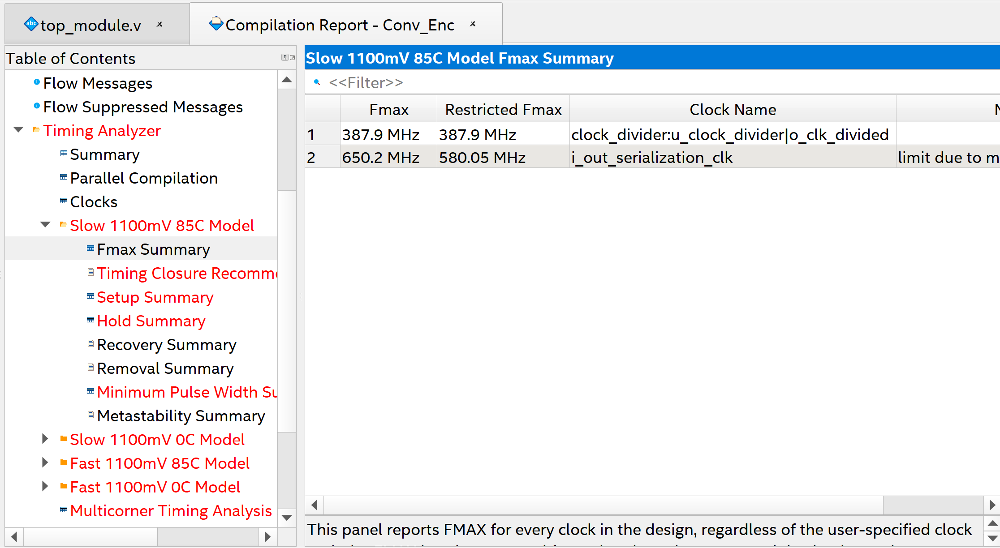 top_module.v
Compilation Report - Conv_Enc
Table of Contents
Flow Messages
Flow Suppressed Messages
Timing Analyzer
Summary
Parallel Compilation
Clocks
Slow 1100mV 85C Model
Fmax Summary
Timing Closure Recomme
Setup Summary
Hold Summary
Recovery Summary
Removal Summary
Minimum Pulse Width Su
Metastability Summary
Slow 1100mV 0C Model
Fast 1100mV 85C Model
Fast 1100mV 0C Model
Multicorner Timing Analysis
Slow 1100mV 85C Model Fmax Summary
<<Filter>>
Fmax Restricted Fmax Clock Name
1 387.9 MHz 387.9 MHz clock_divider:u_clock_divider|o_clk_divided
2 650.2 MHz 580.05 MHz i_out_serialization_clk limit due to m
This panel reports FMAX for every clock in the design, regardless of the user-specified clock